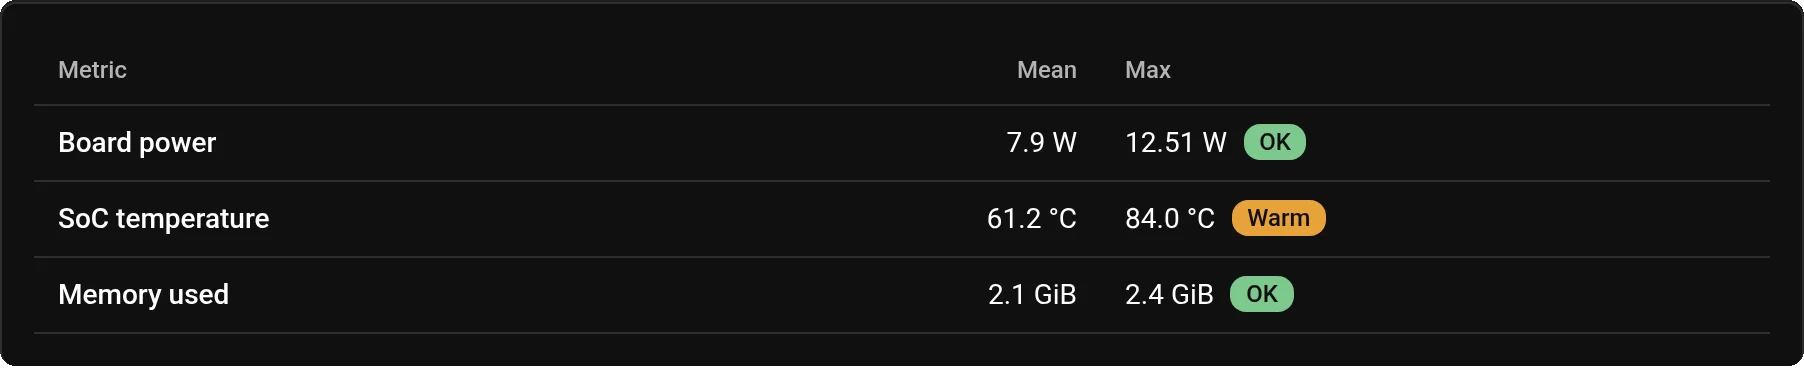 Metric Mean Max
Board power 7.9 W 12.51 W OK
SoC temperature 61.2 °C 84.0 °C Warm
Memory used 2.1 GiB 2.4 GiB OK